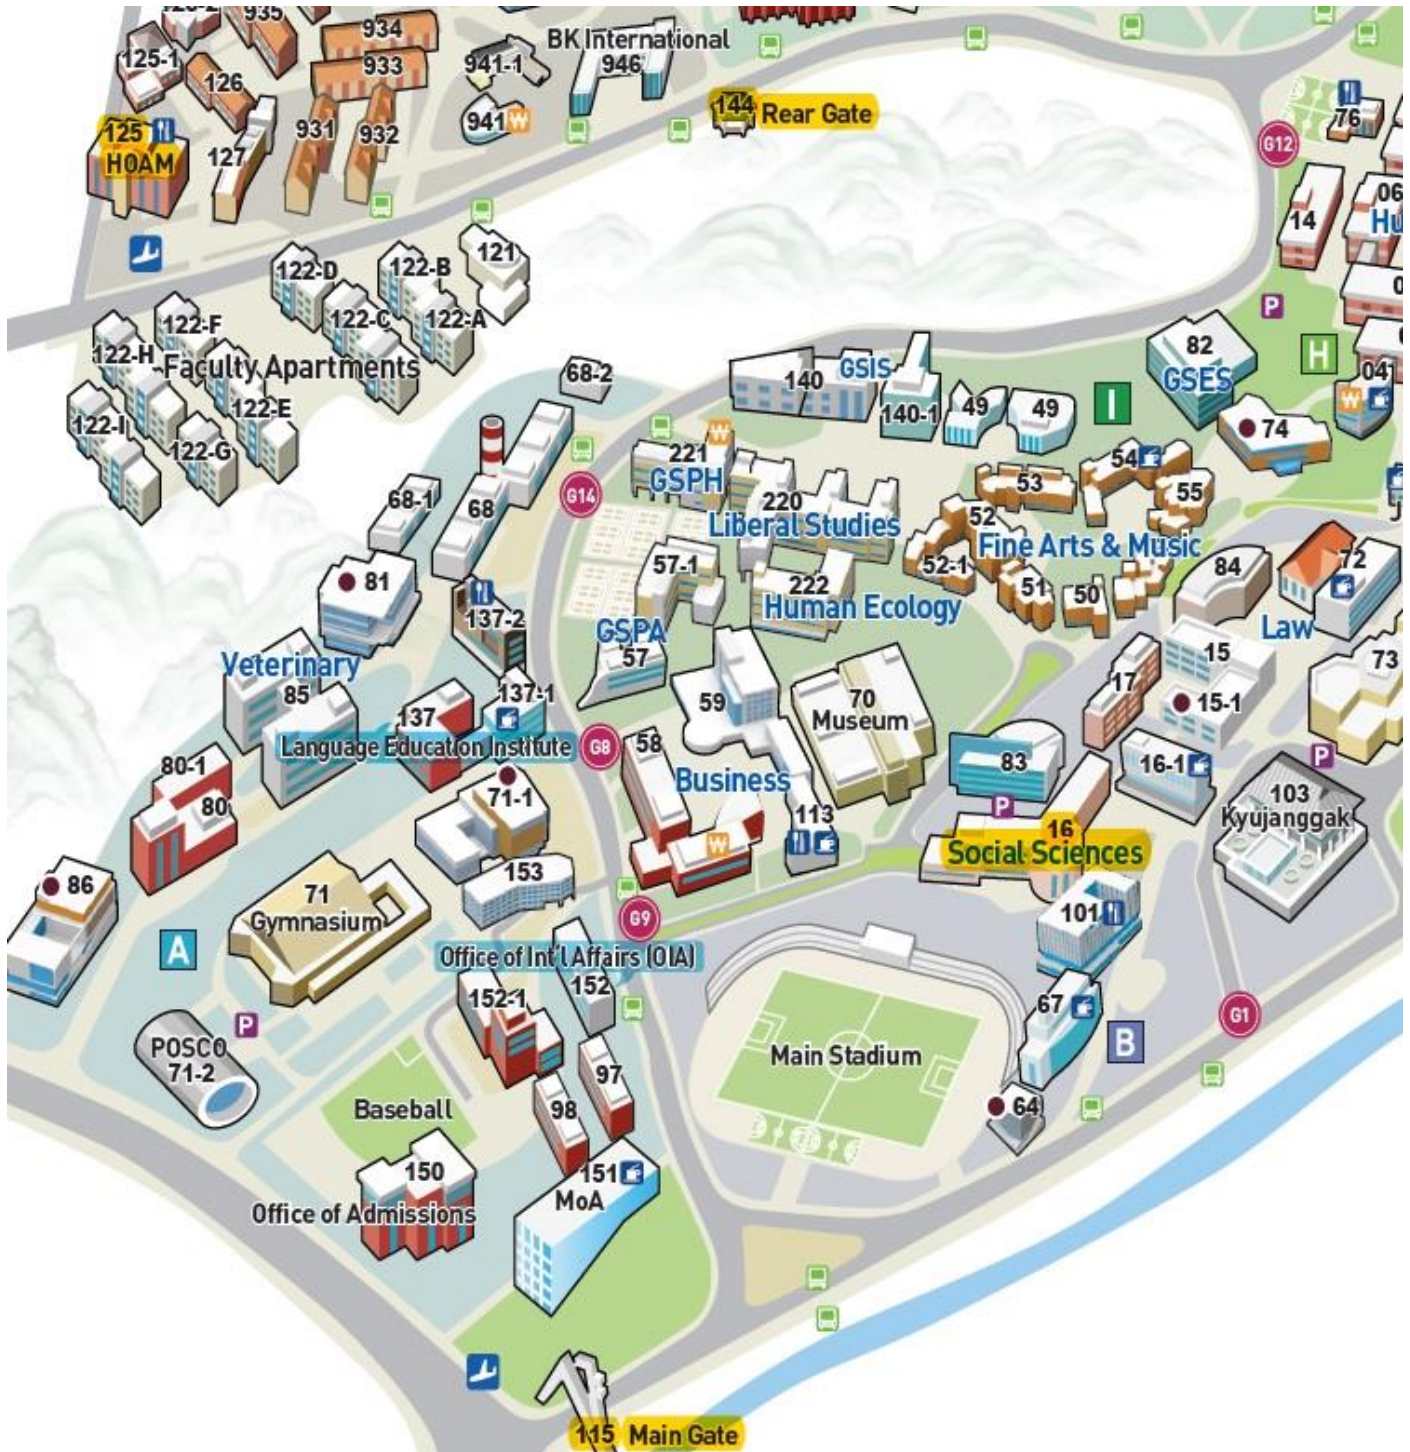 935
934
933
125-1
126
125
HOAM
127
931
932
941-1
941
BK International
946
144 Rear Gate
G12
76
14
122-D
122-B
121
122-C
122-A
122-F
122-H
Faculty Apartments
122-E
122-I
122-G
68-2
68-1
68
G14
P
H
82
GSES
04
74
I
140
GSIS
140-1
49
49
221
GSPH
220
Liberal Studies
57-1
222
Human Ecology
GSPA
57
53
54
55
52
Fine Arts & Music
52-1
51
50
84
72
Law
73
15
15-1
17
16-1
P
103
Kyujanggak
81
137-2
Veterinary
85
137
137-1
Language Education Institute
G8
58
59
70
Museum
Business
113
83
P
16
Social Sciences
80-1
80
71-1
153
86
71
Gymnasium
A
P
POSCO
71-2
G9
Office of Int'l Affairs (OIA)
152
152-1
97
98
101
67
B
64
G1
Main Stadium
Baseball
150
Office of Admissions
151
MoA
115 Main Gate